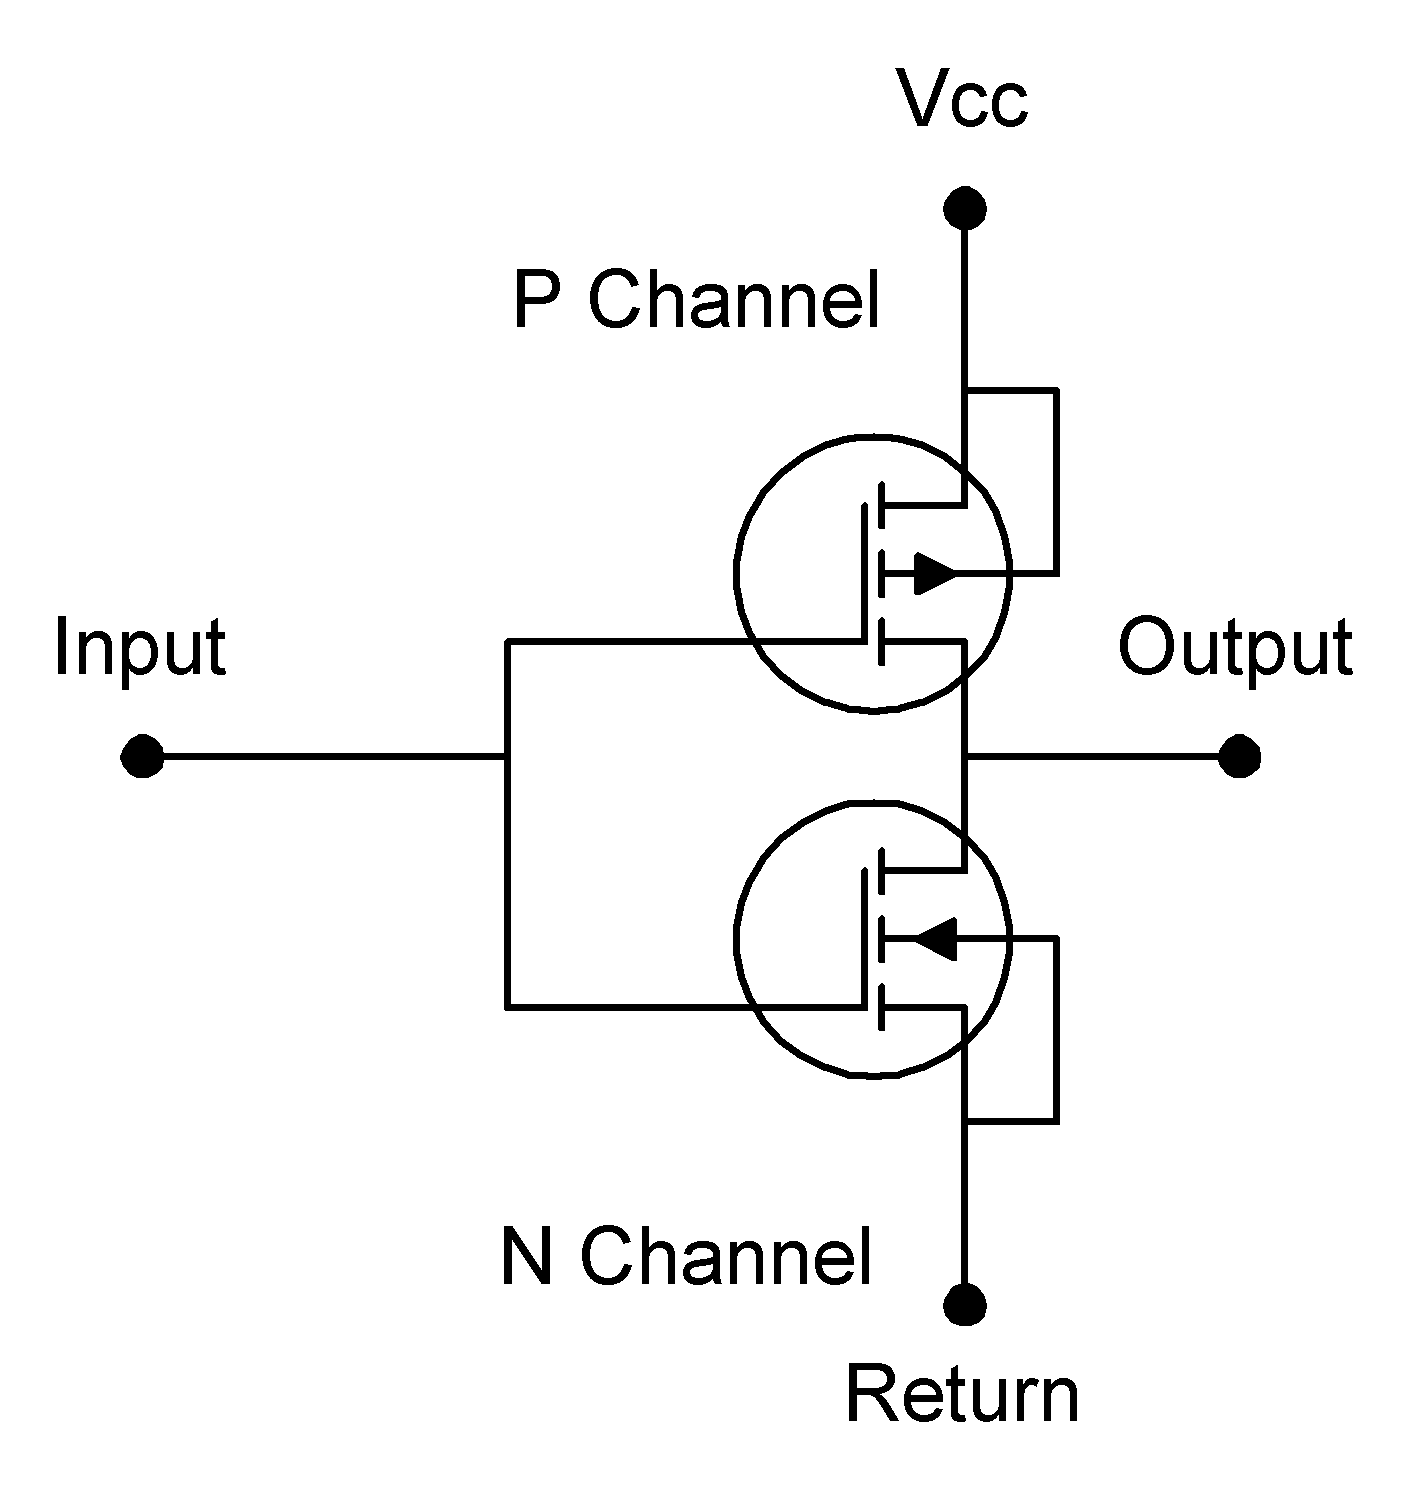 Vcc
P Channel
Input
Output
N Channel
Return